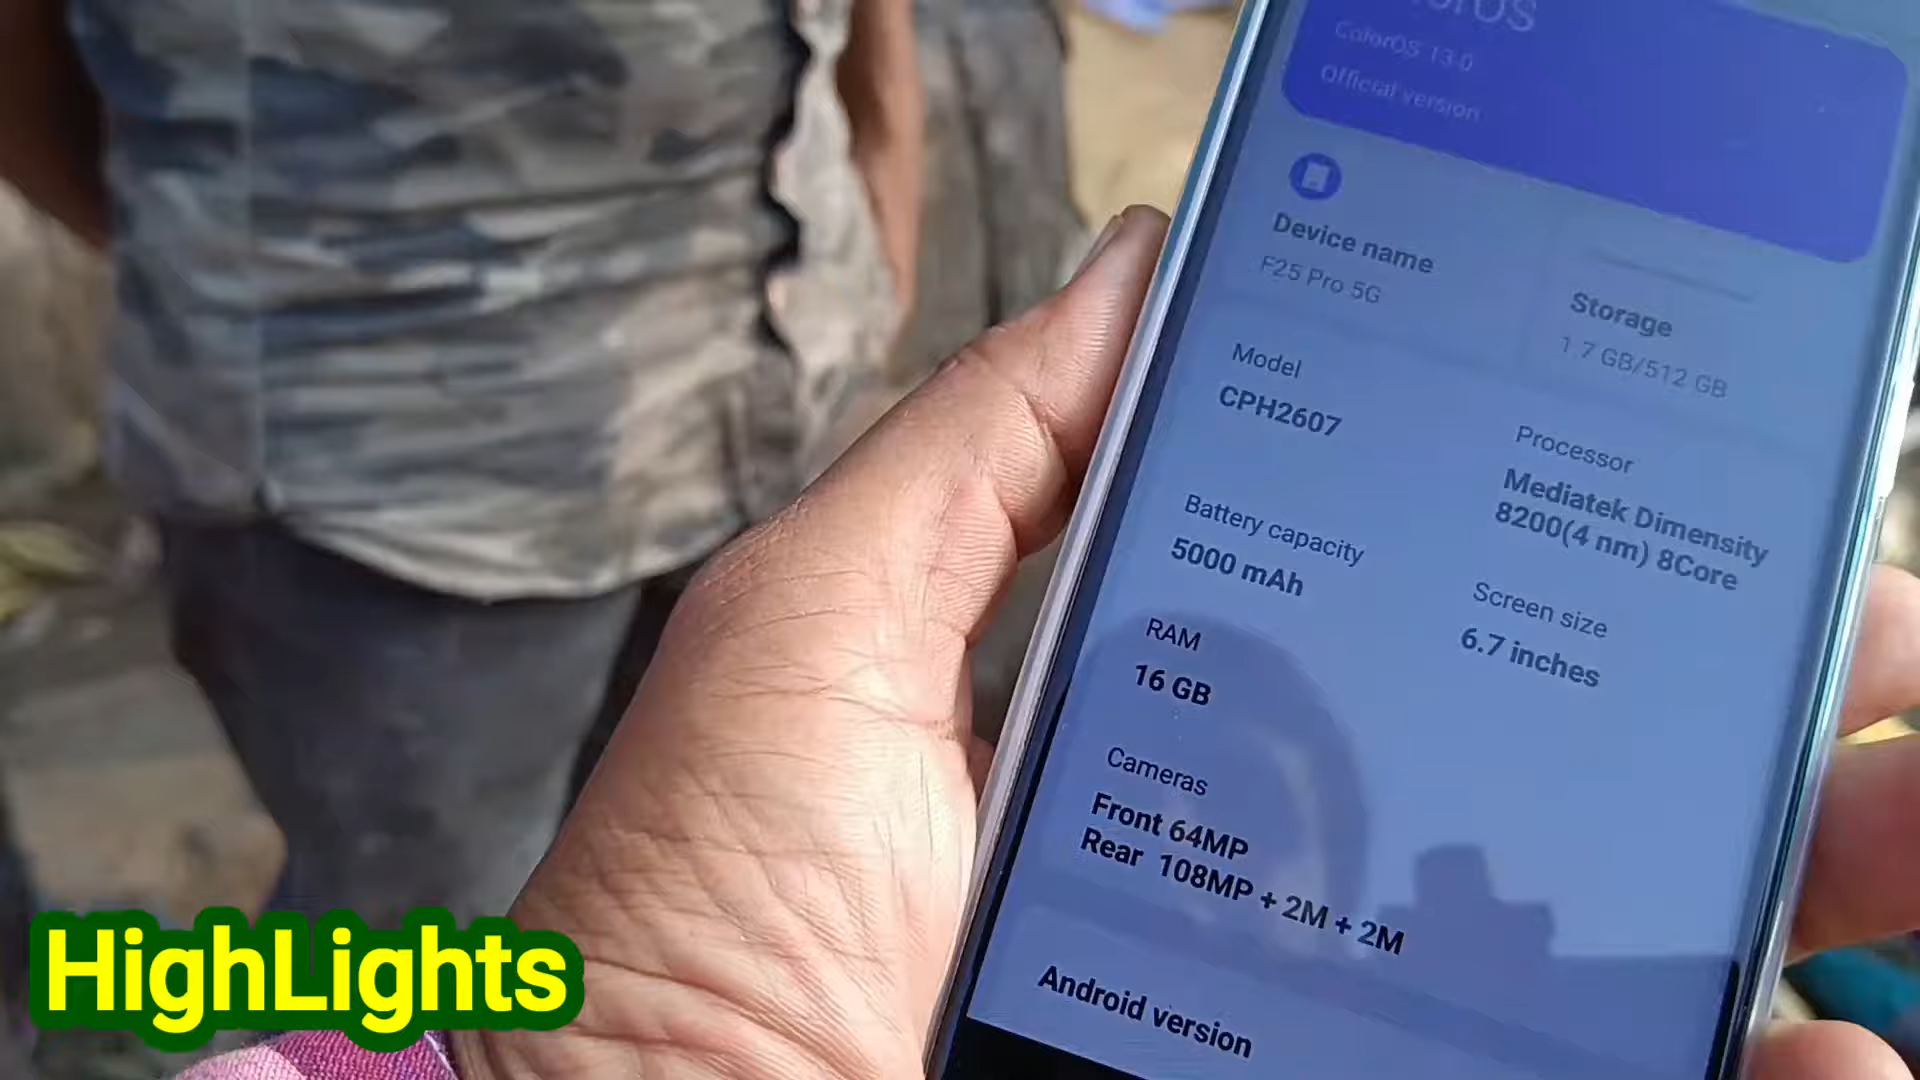 ColorOS 13.0
Official version
Device name
F25 Pro 5G
Storage
1.7 GB/512 GB
Model
CPH2607
Processor
Mediatek Dimensity
8200(4 nm) 8Core
Battery capacity
5000 mAh
Screen size
6.7 inches
RAM
16 GB
Cameras
Front 64MP
Rear 108MP + 2M + 2M
Android version
HighLights